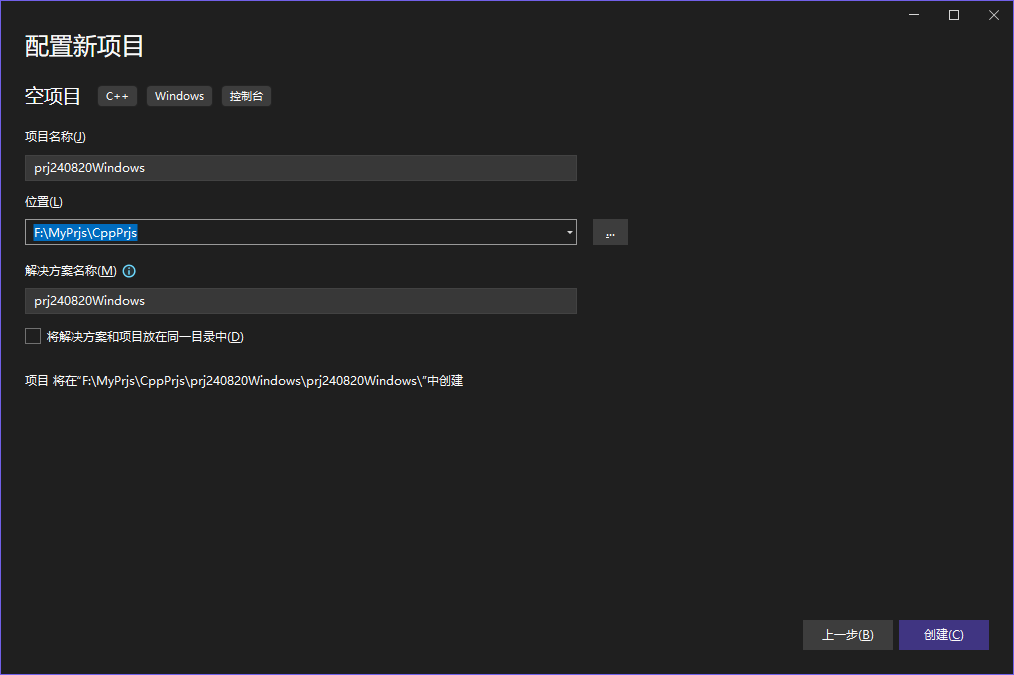 配置新项目
空项目 C++ Windows 控制台
项目名称(J)
prj240820Windows
位置(L)
F:\MyPrjs\CppPrjs
...
解决方案名称(M)
prj240820Windows
将解决方案和项目放在同一目录中(D)
项目 将在“F:\MyPrjs\CppPrjs\prj240820Windows\prj240820Windows\”中创建
上一步(B) 创建(C)